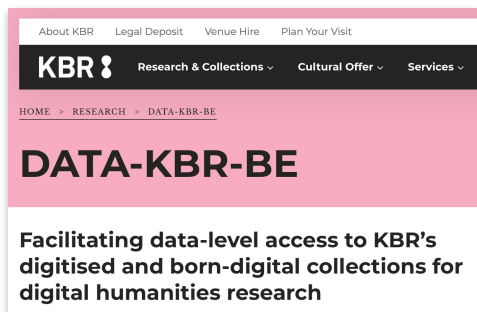 About KBR Legal Deposit Venue Hire Plan Your Visit
KBR Research & Collections Cultural Offer Services
HOME > RESEARCH > DATA-KBR-BE
DATA-KBR-BE
Facilitating data-level access to KBR’s
digitised and born-digital collections for
digital humanities research